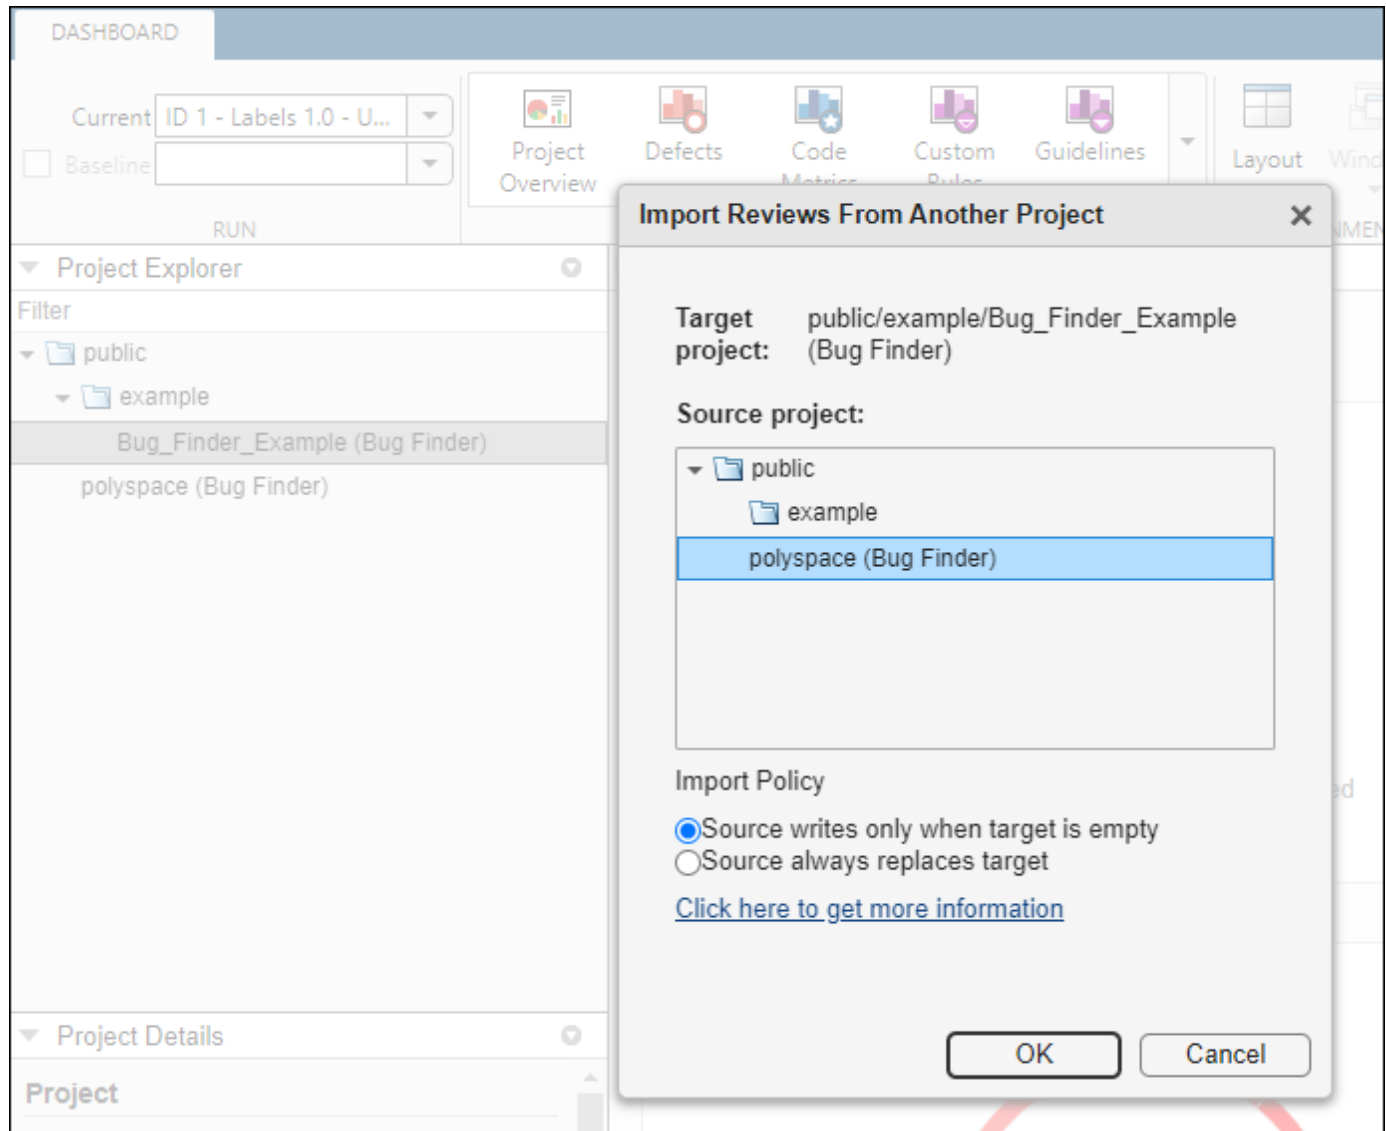 DASHBOARD
Current ID 1 - Labels 1.0 - U...
Baseline
RUN
Project Overview
Defects
Code Metrics
Custom Rules
Guidelines
Layout
Import Reviews From Another Project
Project Explorer
Filter
public
example
Bug_Finder_Example (Bug Finder)
polyspace (Bug Finder)
Target project: public/example/Bug_Finder_Example (Bug Finder)
Source project:
public
example
polyspace (Bug Finder)
Import Policy
Source writes only when target is empty
Source always replaces target
Click here to get more information
OK
Cancel
Project Details
Project